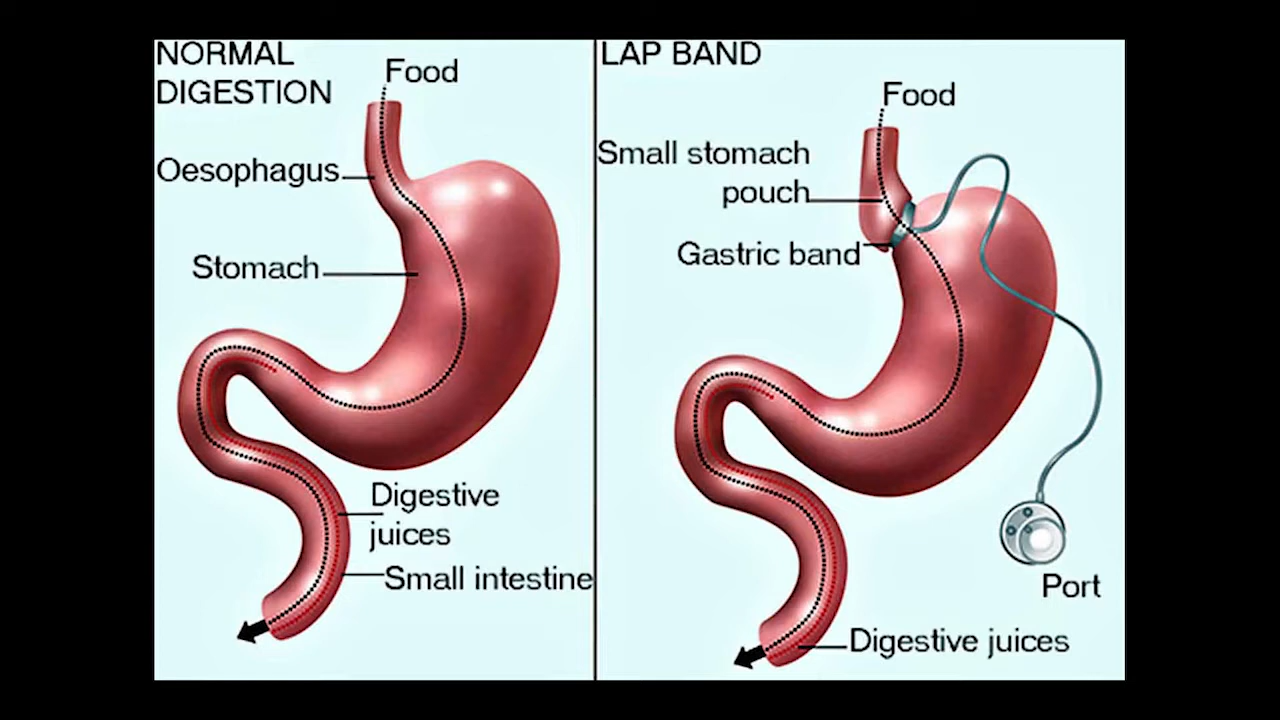 NORMAL
DIGESTION
Food
Oesophagus
Stomach
Digestive
juices
Small intestine
LAP BAND
Food
Small stomach
pouch
Gastric band
Port
Digestive juices